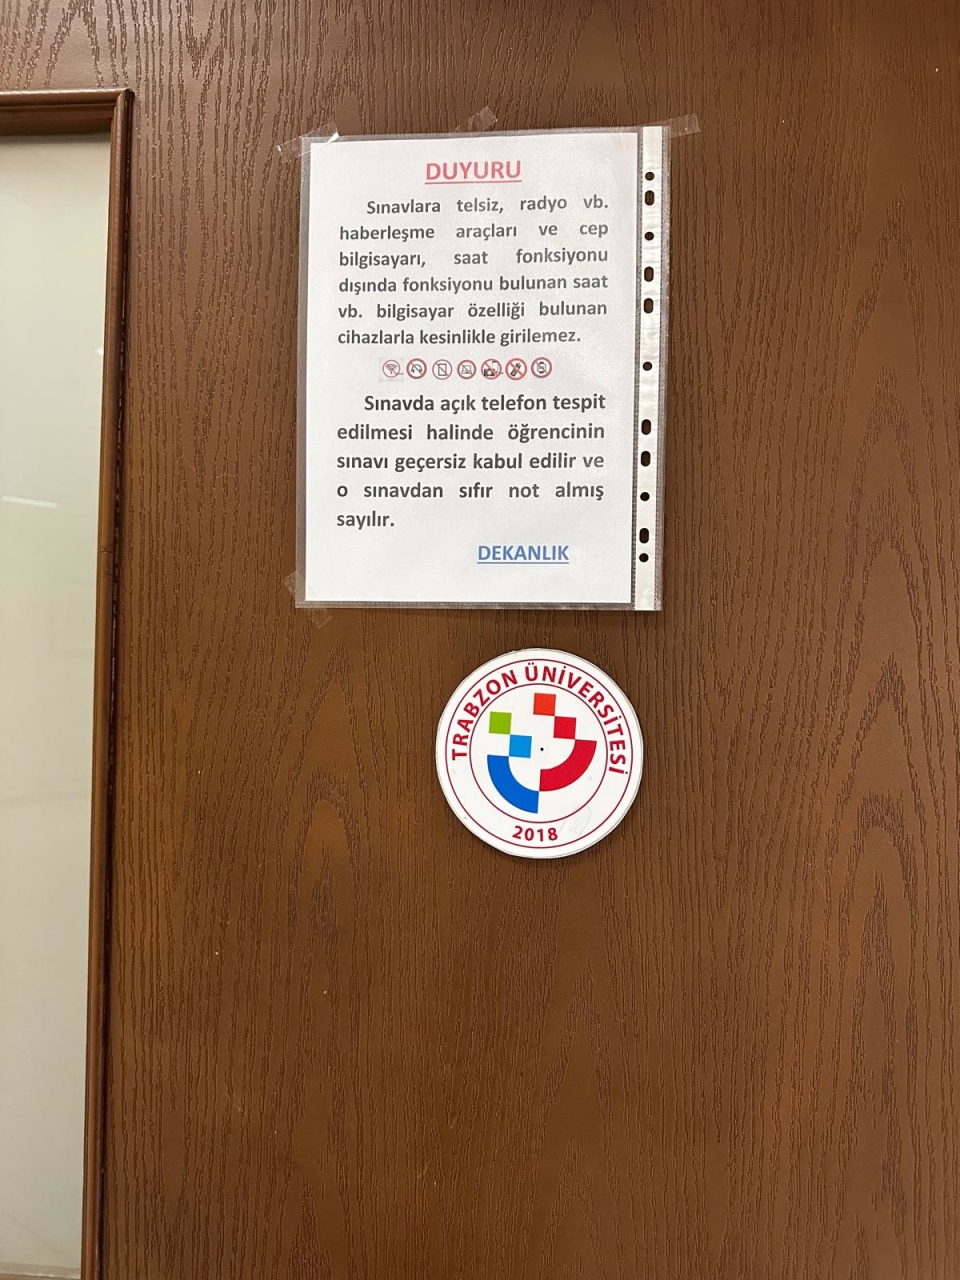 DUYURU
Sınavlara telsiz, radyo vb.
haberleşme araçları ve cep
bilgisayarı, saat fonksiyonu
dışında fonksiyonu bulunan saat
vb. bilgisayar özelliği bulunan
cihazlarla kesinlikle girilemez.
Sınavda açık telefon tespit
edilmesi halinde öğrencinin
sınavı geçersiz kabul edilir ve
o sınavdan sıfır not almış
sayılır.
DEKANLIK
TRABZON ÜNİVERSİTESİ
2018